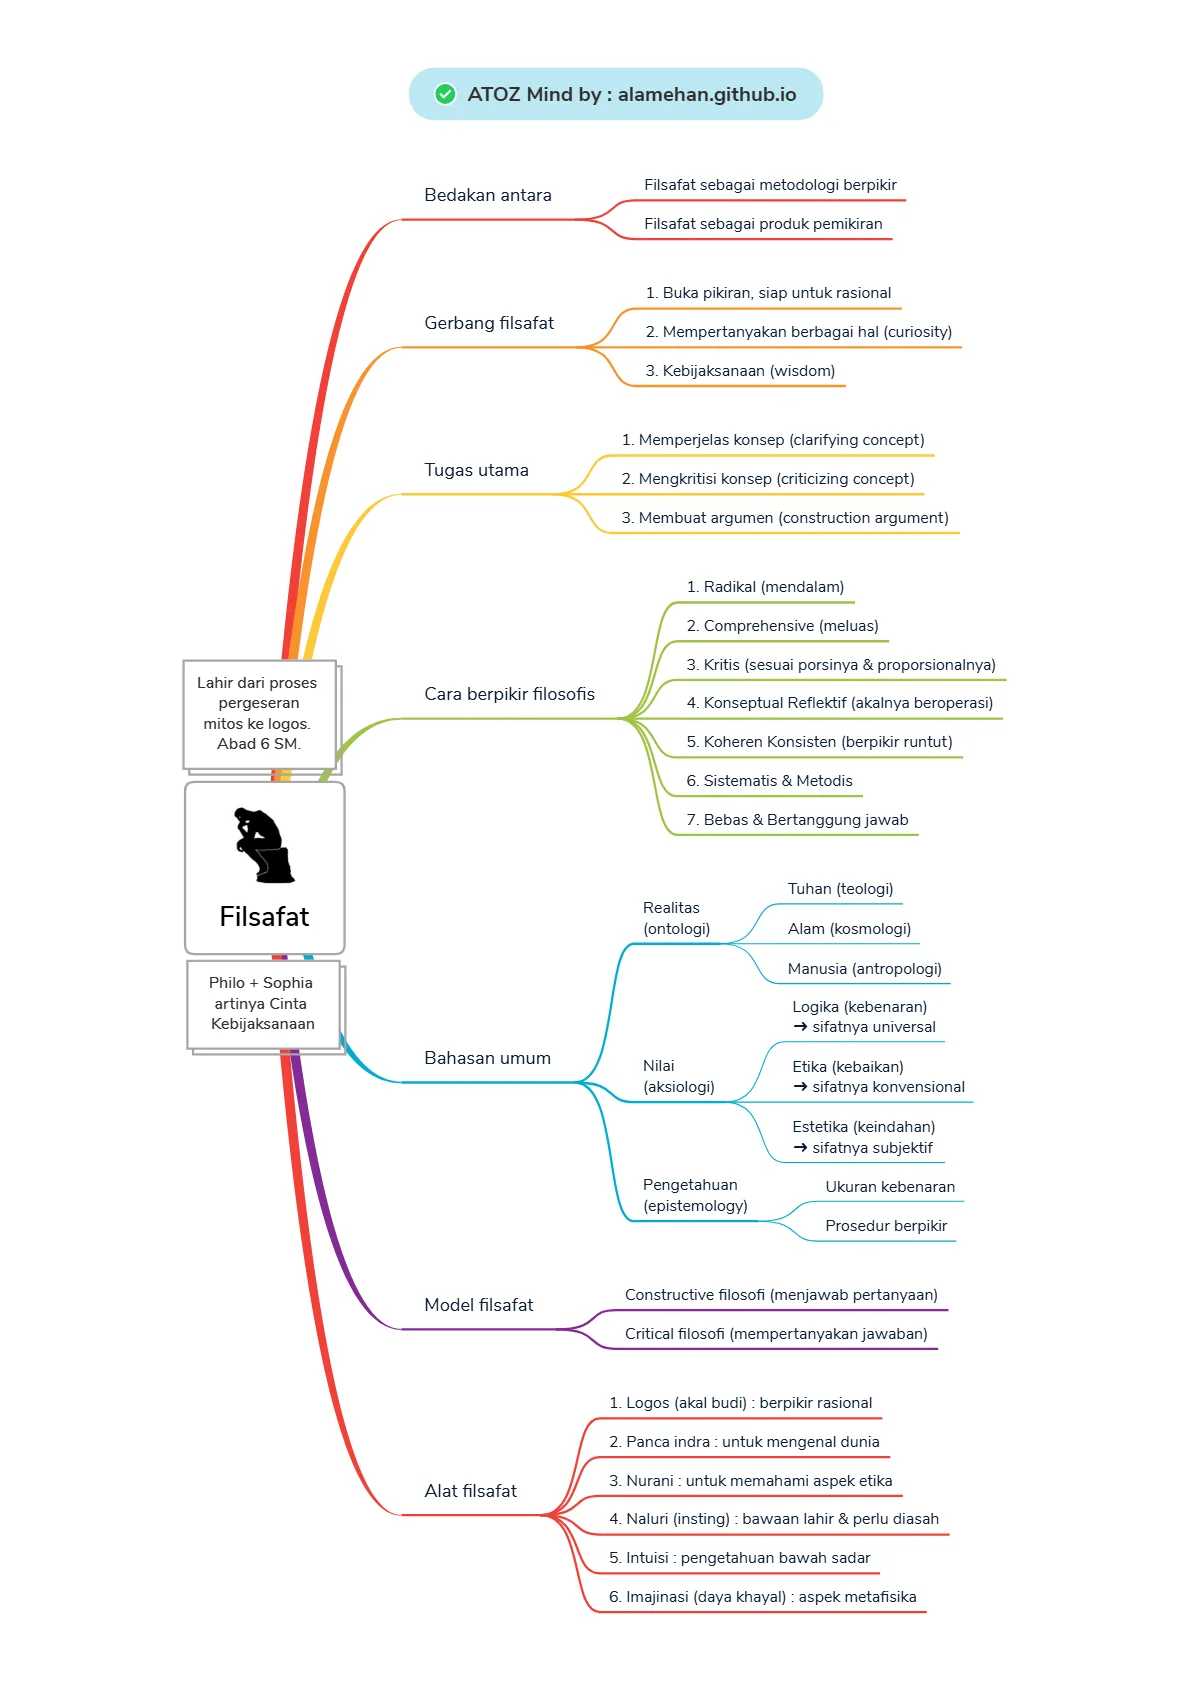 ATOZ Mind by : alamehan.github.io
Bedakan antara
Filsafat sebagai metodologi berpikir
Filsafat sebagai produk pemikiran
Gerbang filsafat
1. Buka pikiran, siap untuk rasional
2. Mempertanyakan berbagai hal (curiosity)
3. Kebijaksanaan (wisdom)
Tugas utama
1. Memperjelas konsep (clarifying concept)
2. Mengkritisi konsep (criticizing concept)
3. Membuat argumen (construction argument)
Lahir dari proses
pergeseran
mitos ke logos.
Abad 6 SM.
Filsafat
Philo + Sophia
artinya Cinta
Kebijaksanaan
Cara berpikir filosofis
1. Radikal (mendalam)
2. Comprehensive (meluas)
3. Kritis (sesuai porsinya & proporsionalnya)
4. Konseptual Reflektif (akalnya beroperasi)
5. Koheren Konsisten (berpikir runtut)
6. Sistematis & Metodis
7. Bebas & Bertanggung jawab
Bahasan umum
Realitas
(ontologi)
Tuhan (teologi)
Alam (kosmologi)
Manusia (antropologi)
Nilai
(aksiologi)
Logika (kebenaran)
➜ sifatnya universal
Etika (kebaikan)
➜ sifatnya konvensional
Estetika (keindahan)
➜ sifatnya subjektif
Pengetahuan
(epistemology)
Ukuran kebenaran
Prosedur berpikir
Model filsafat
Constructive filosofi (menjawab pertanyaan)
Critical filosofi (mempertanyakan jawaban)
Alat filsafat
1. Logos (akal budi) : berpikir rasional
2. Panca indra : untuk mengenal dunia
3. Nurani : untuk memahami aspek etika
4. Naluri (insting) : bawaan lahir & perlu diasah
5. Intuisi : pengetahuan bawah sadar
6. Imajinasi (daya khayal) : aspek metafisika